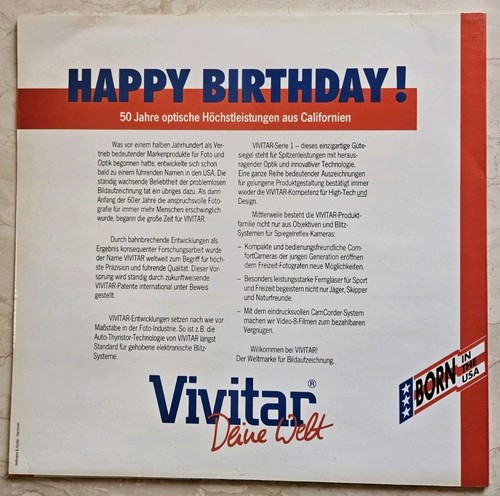 HAPPY BIRTHDAY!
50 Jahre optische Höchstleistungen aus Californien
Was vor einem halben Jahrhundert als Ver-
trieb bedeutender Markenprodukte für Foto und
Optik begonnen hatte, entwickelte sich schon
bald zu einem führenden Namen in den USA. Die
ständig wachsende Beliebtheit der problemlosen
Bildaufzeichnung tat ein übriges dazu. Als dann
Anfang der 60er Jahre die anspruchsvolle Foto-
grafie für immer mehr Menschen erschwinglich
wurde, begann die große Zeit für VIVITAR.
Durch bahnbrechende Entwicklungen als
Ergebnis konsequenter Forschungsarbeit wurde
der Name VIVITAR weltweit zum Begriff für höch-
ste Präzision und führende Qualität. Dieser Vor-
sprung wird ständig durch zukunftweisende
VIVITAR-Patente international unter Beweis
gestellt.
VIVITAR-Entwicklungen setzen nach wie vor
Maßstäbe in der Foto-Industrie. So ist z.B. die
Auto-Thyristor-Technologie von VIVITAR längst
Standard für gehobene elektronische Blitz-
Systeme.
VIVITAR-Serie 1 – dieses einzigartige Güte-
siegel steht für Spitzenleistungen mit heraus-
ragender Optik und innovativer Technologie.
Eine ganze Reihe bedeutender Auszeichnungen
für gelungene Produktgestaltung bestätigt immer
wieder die VIVITAR-Kompetenz für High-Tech und
Design.
Mittlerweile besteht die VIVITAR-Produkt-
familie nicht nur aus Objektiven und Blitz-
Systemen für Spiegelreflex-Kameras:
– Kompakte und bedienungsfreundliche Com-
fortCameras der jungen Generation eröffnen
dem Freizeit-Fotografen neue Möglichkeiten.
– Besonders leistungsstarke Ferngläser für Sport
und Freizeit begeistern nicht nur Jäger, Skipper
und Naturfreunde.
– Mit dem eindrucksvollen CamCorder-System
machen wir Video-8-Filmen zum bezahlbaren
Vergnügen.
Willkommen bei VIVITAR!
Der Weltmarke für Bildaufzeichnung.
Vivitar®
Deine Welt
BORN IN
THE
USA